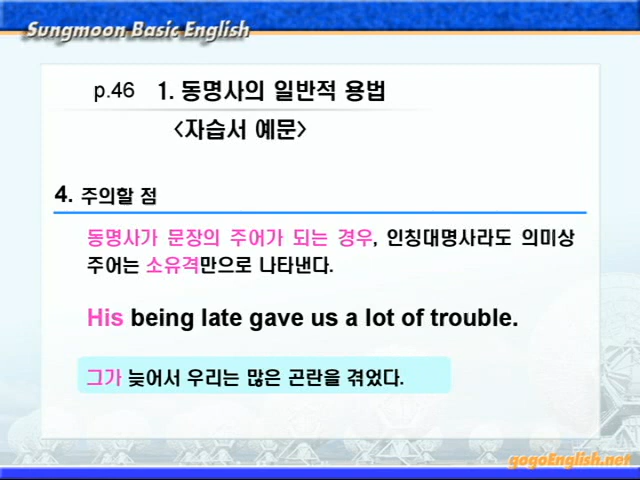 Sungmoon Basic English
p.46 1. 동명사의 일반적 용법
<자습서 예문>
4. 주의할 점
동명사가 문장의 주어가 되는 경우, 인칭대명사라도 의미상
주어는 소유격만으로 나타낸다.
His being late gave us a lot of trouble.
그가 늦어서 우리는 많은 곤란을 겪었다.
gogoEnglish.net